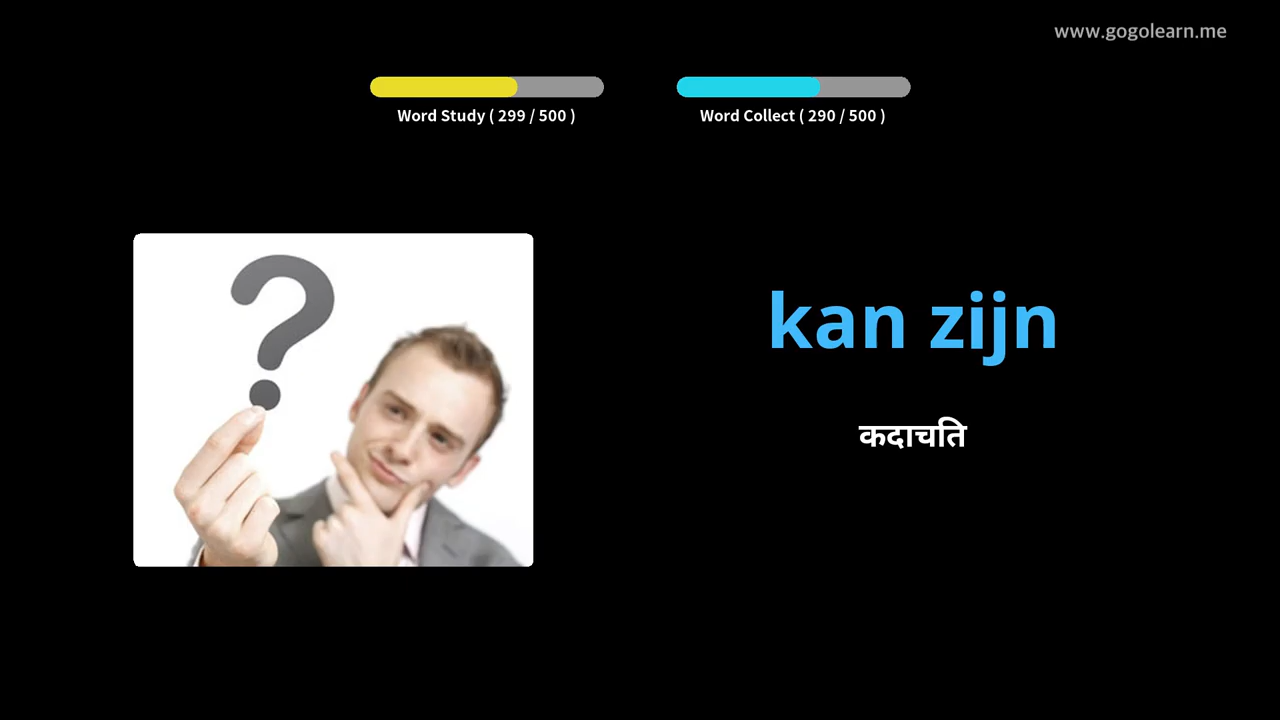 www.gogolearn.me
Word Study ( 299 / 500 )
Word Collect ( 290 / 500 )
kan zijn
कदाचति